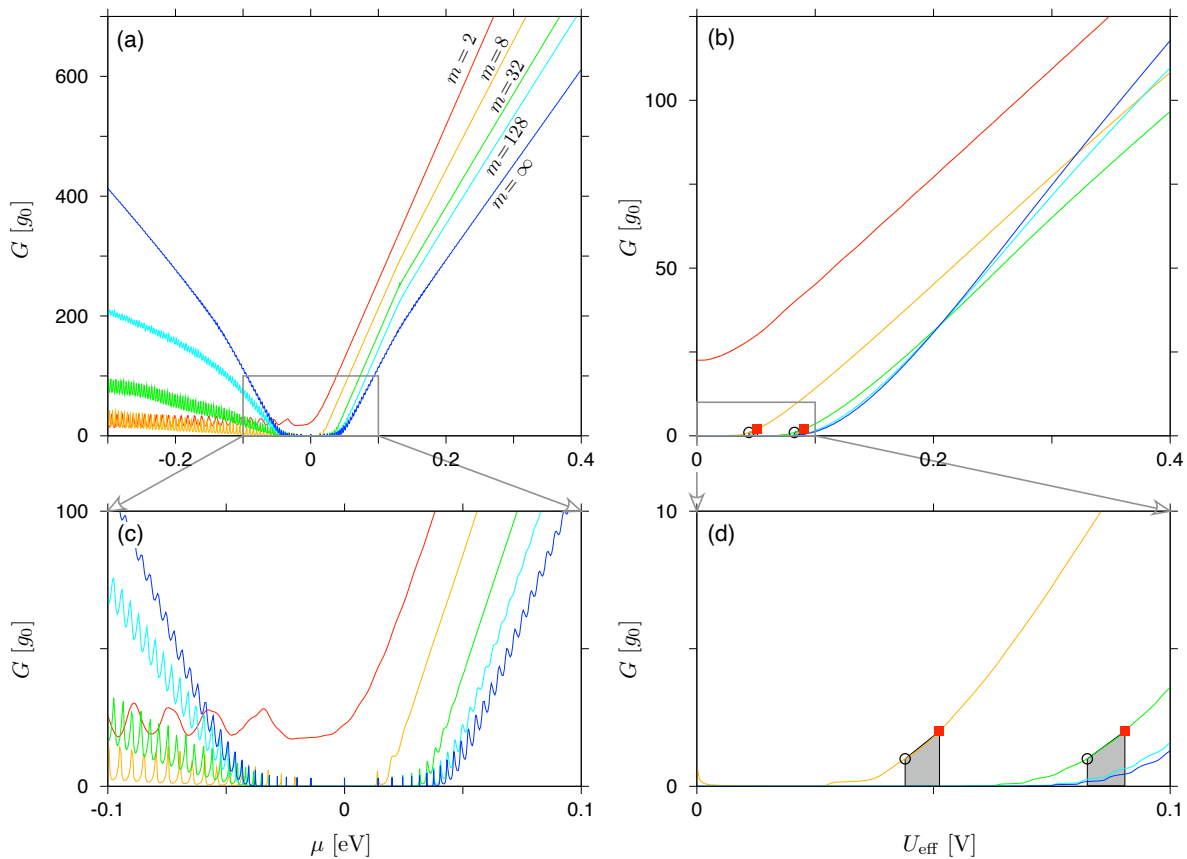 (a)
m = 2
m = 8
m = 32
m = 128
m = ∞
600
400
200
0
G [g₀]
-0.2
0
0.2
0.4
(b)
100
50
0
G [g₀]
0
0.2
0.4
(c)
100
0
G [g₀]
-0.1
0
0.1
μ [eV]
(d)
10
0
G [g₀]
0
0.1
U_eff [V]